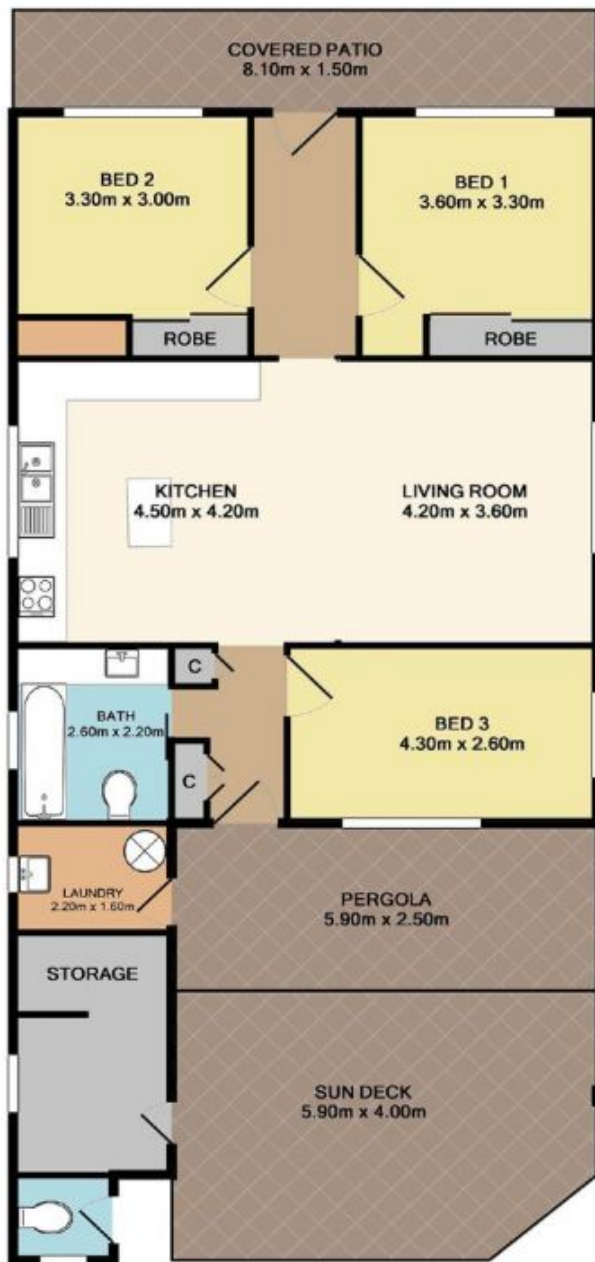 COVERED PATIO
8.10m x 1.50m
BED 2
3.30m x 3.00m
BED 1
3.60m x 3.30m
ROBE
ROBE
KITCHEN
4.50m x 4.20m
LIVING ROOM
4.20m x 3.60m
C
BATH
2.60m x 2.20m
BED 3
4.30m x 2.60m
C
LAUNDRY
2.20m x 1.60m
PERGOLA
5.90m x 2.50m
STORAGE
SUN DECK
5.90m x 4.00m